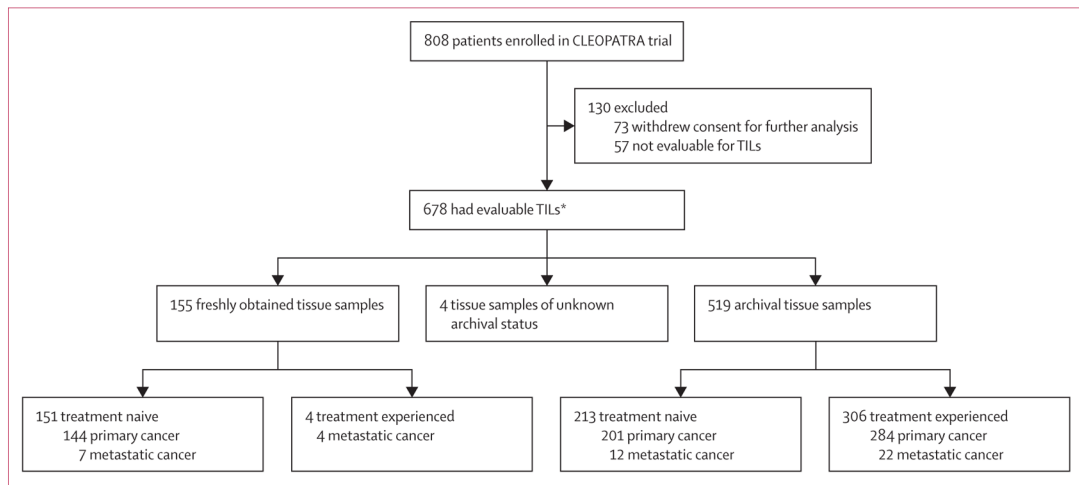 808 patients enrolled in CLEOPATRA trial
130 excluded
73 withdrew consent for further analysis
57 not evaluable for TILs
678 had evaluable TILs*
155 freshly obtained tissue samples
4 tissue samples of unknown
archival status
519 archival tissue samples
151 treatment naive
144 primary cancer
7 metastatic cancer
4 treatment experienced
4 metastatic cancer
213 treatment naive
201 primary cancer
12 metastatic cancer
306 treatment experienced
284 primary cancer
22 metastatic cancer